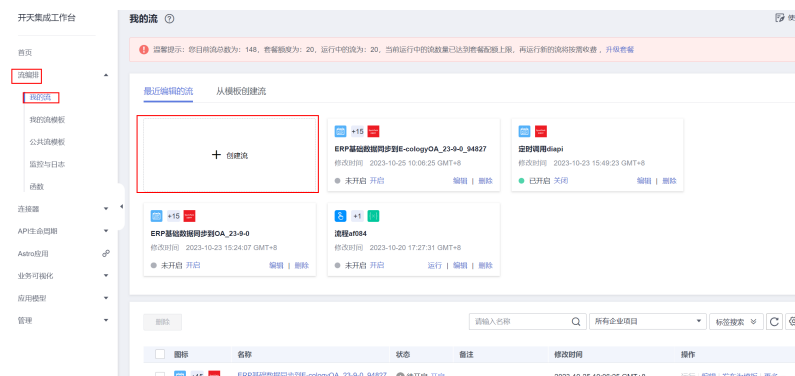 开天集成工作台
我的流
使
温馨提示：您目前流总数为：148，套餐额度为：20，运行中的流为：20，当前运行中的流数量已达到套餐配额上限，再运行新的流将按需收费，升级套餐
首页
流编排
我的流
我的流模板
公共流模板
监控与日志
函数
连接器
API生命周期
Astro应用
业务可视化
应用模型
管理
最近编辑的流 从模板创建流
+ 创建流
+15
ERP基础数据同步到E-cologyOA_23-9-0_94827
修改时间 2023-10-25 10:06:25 GMT+8
未开启 开启 编辑 | 删除
定时调用diapi
修改时间 2023-10-23 15:49:23 GMT+8
已开启 关闭 编辑 | 删除
+15
ERP基础数据同步到OA_23-9-0
修改时间 2023-10-23 15:24:07 GMT+8
未开启 开启 编辑 | 删除
+1
流程af084
修改时间 2023-10-20 17:27:31 GMT+8
未开启 开启 运行 | 编辑 | 删除
删除 请输入名称 所有企业项目 标签搜索
图标 名称 状态 备注 修改时间 操作